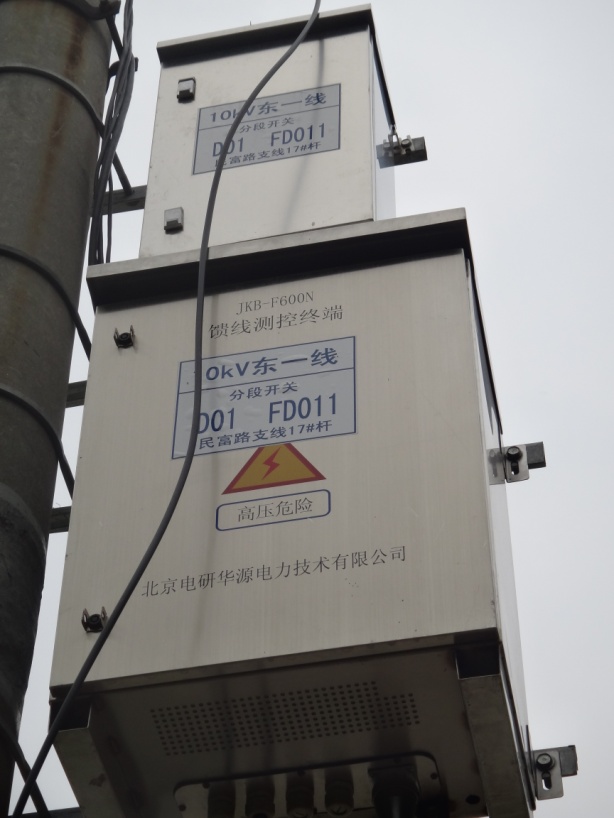 10kV东一线
分段开关
D01 FD011
民富路支线17#杆
JKB-F600N
馈线测控终端
10kV东一线
分段开关
D01 FD011
民富路支线17#杆
高压危险
北京电研华源电力技术有限公司